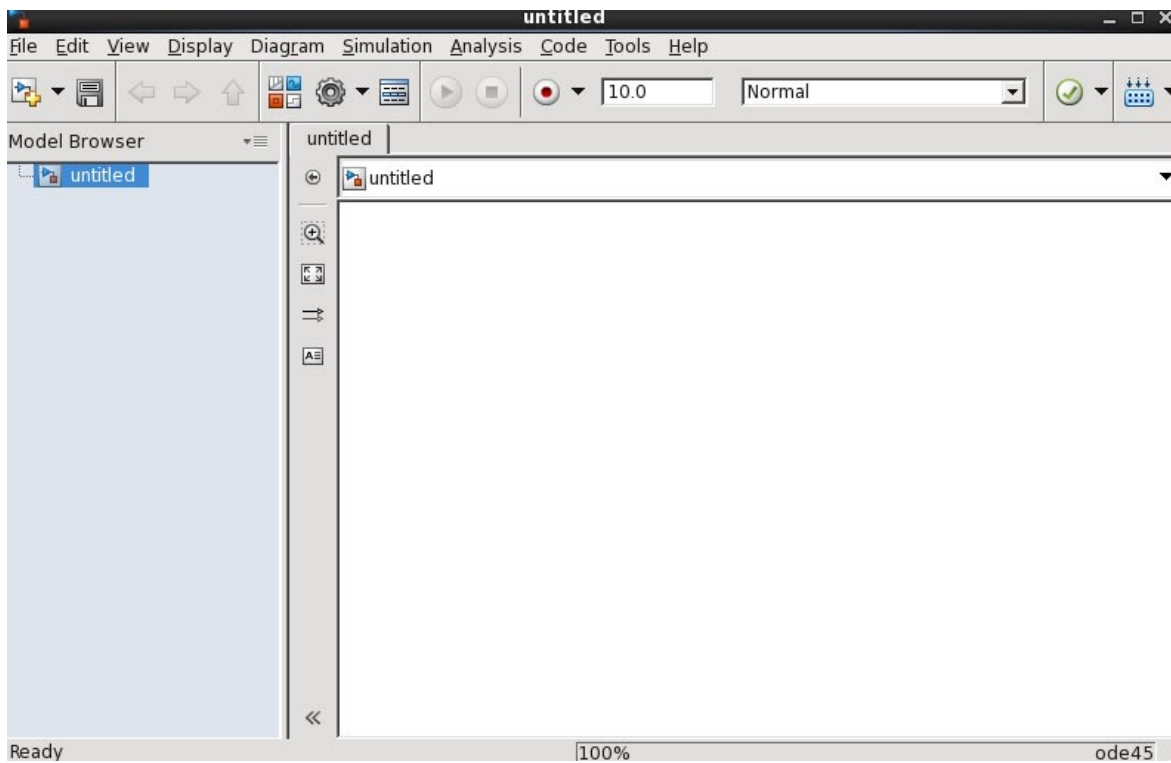 untitled
File Edit View Display Diagram Simulation Analysis Code Tools Help
10.0 Normal
Model Browser untitled
untitled untitled
Ready 100% ode45